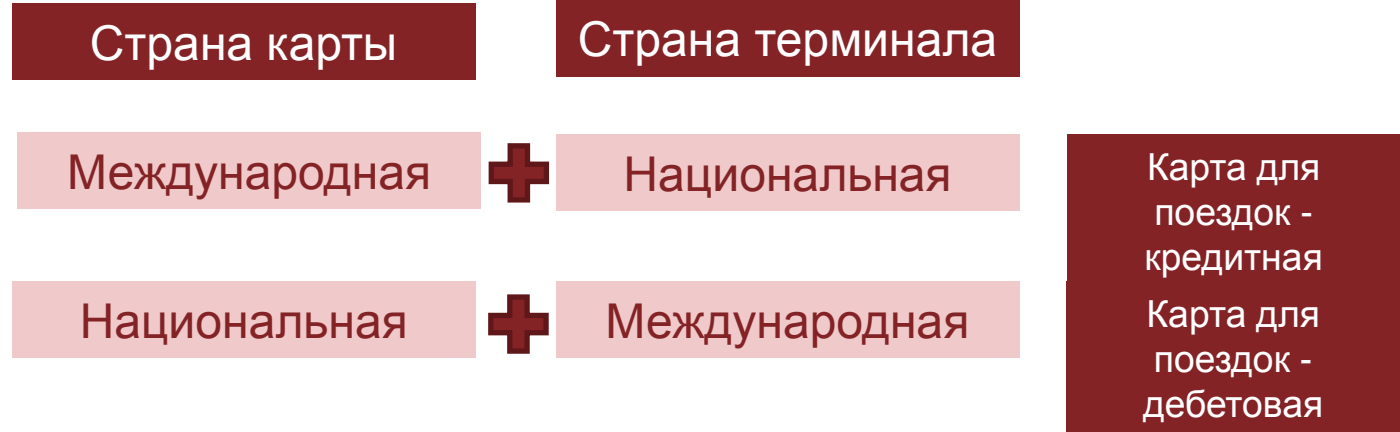 Страна карты
Страна терминала
Международная
Национальная
Карта для
поездок -
кредитная
Национальная
Международная
Карта для
поездок -
дебетовая